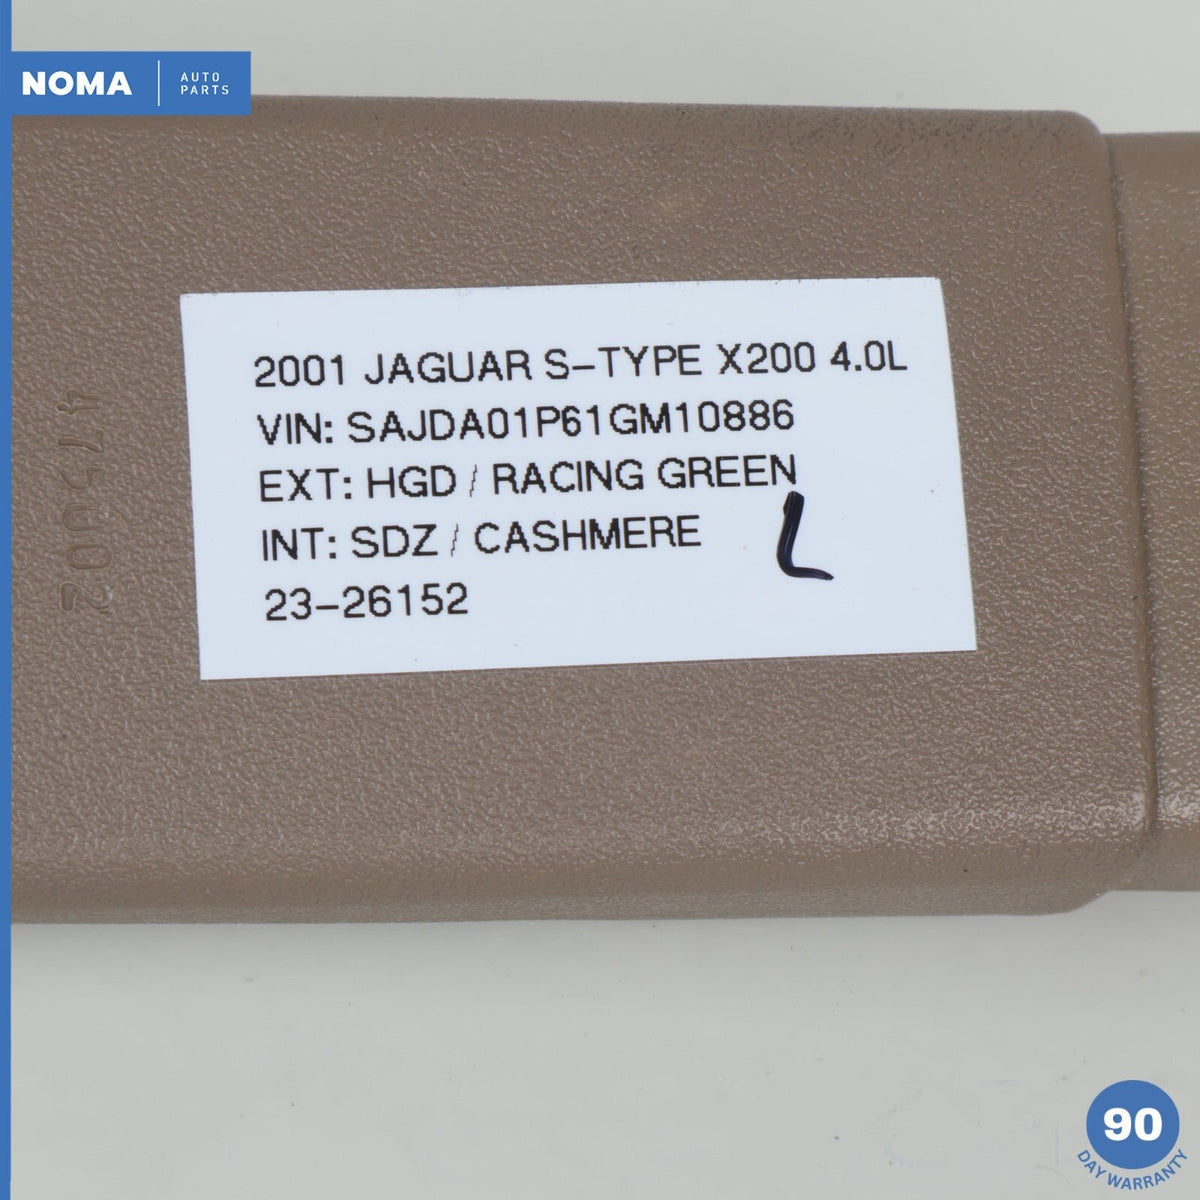 NOMA AUTO PARTS
2001 JAGUAR S-TYPE X200 4.0L
VIN: SAJDA01P61GM10886
EXT: HGD / RACING GREEN
INT: SDZ / CASHMERE
L
23-26152
90
DAY WARRANTY